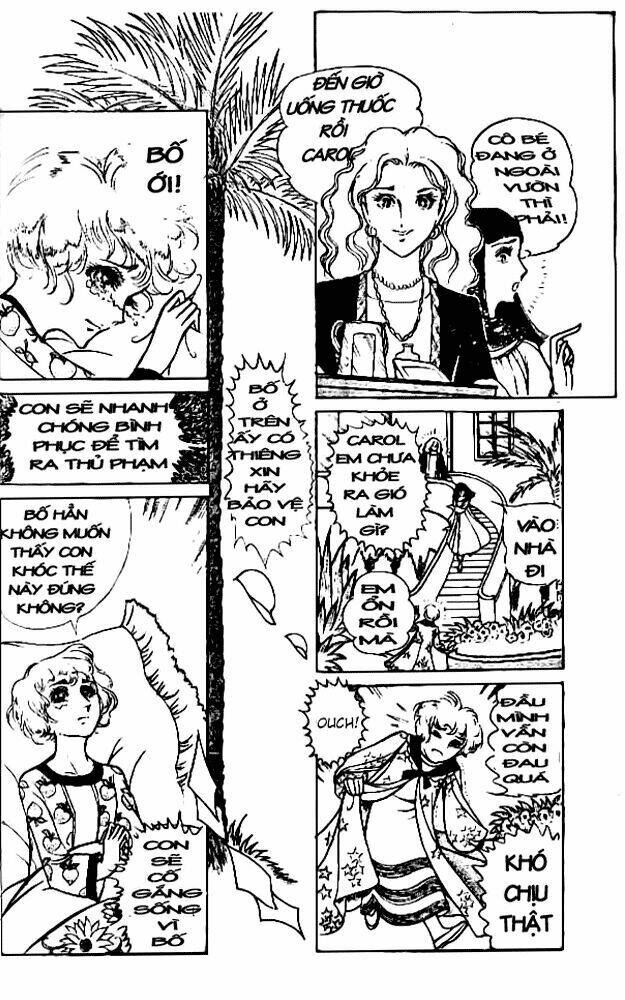 BỐ
ƠI!
CON SẼ NHANH
CHÓNG BÌNH
PHỤC ĐỂ TÌM
RA THỦ PHẠM
BỐ HẲN
KHÔNG MUỐN
THẤY CON
KHÓC THẾ
NÀY ĐÚNG
KHÔNG?
CON
SẼ
CỐ
GẮNG
SỐNG
VÌ
BỐ
BỐ
Ở
TRÊN
ẤY CÓ
THIÊNG
XIN
HÃY
BẢO VỆ
CON
ĐẾN GIỜ
UỐNG THUỐC
RỒI
CAROL
CÔ BÉ
ĐANG Ở
NGOÀI
VƯỜN
THÌ
PHẢI!
CAROL
EM CHƯA
KHỎE
RA GIÓ
LÀM
GÌ?
VÀO
NHÀ
ĐI
EM
ỔN
RỒI
MÀ
OUCH!
ĐẦU
MÌNH
VẪN
CÒN
ĐAU
QUÁ
KHÓ
CHỊU
THẬT